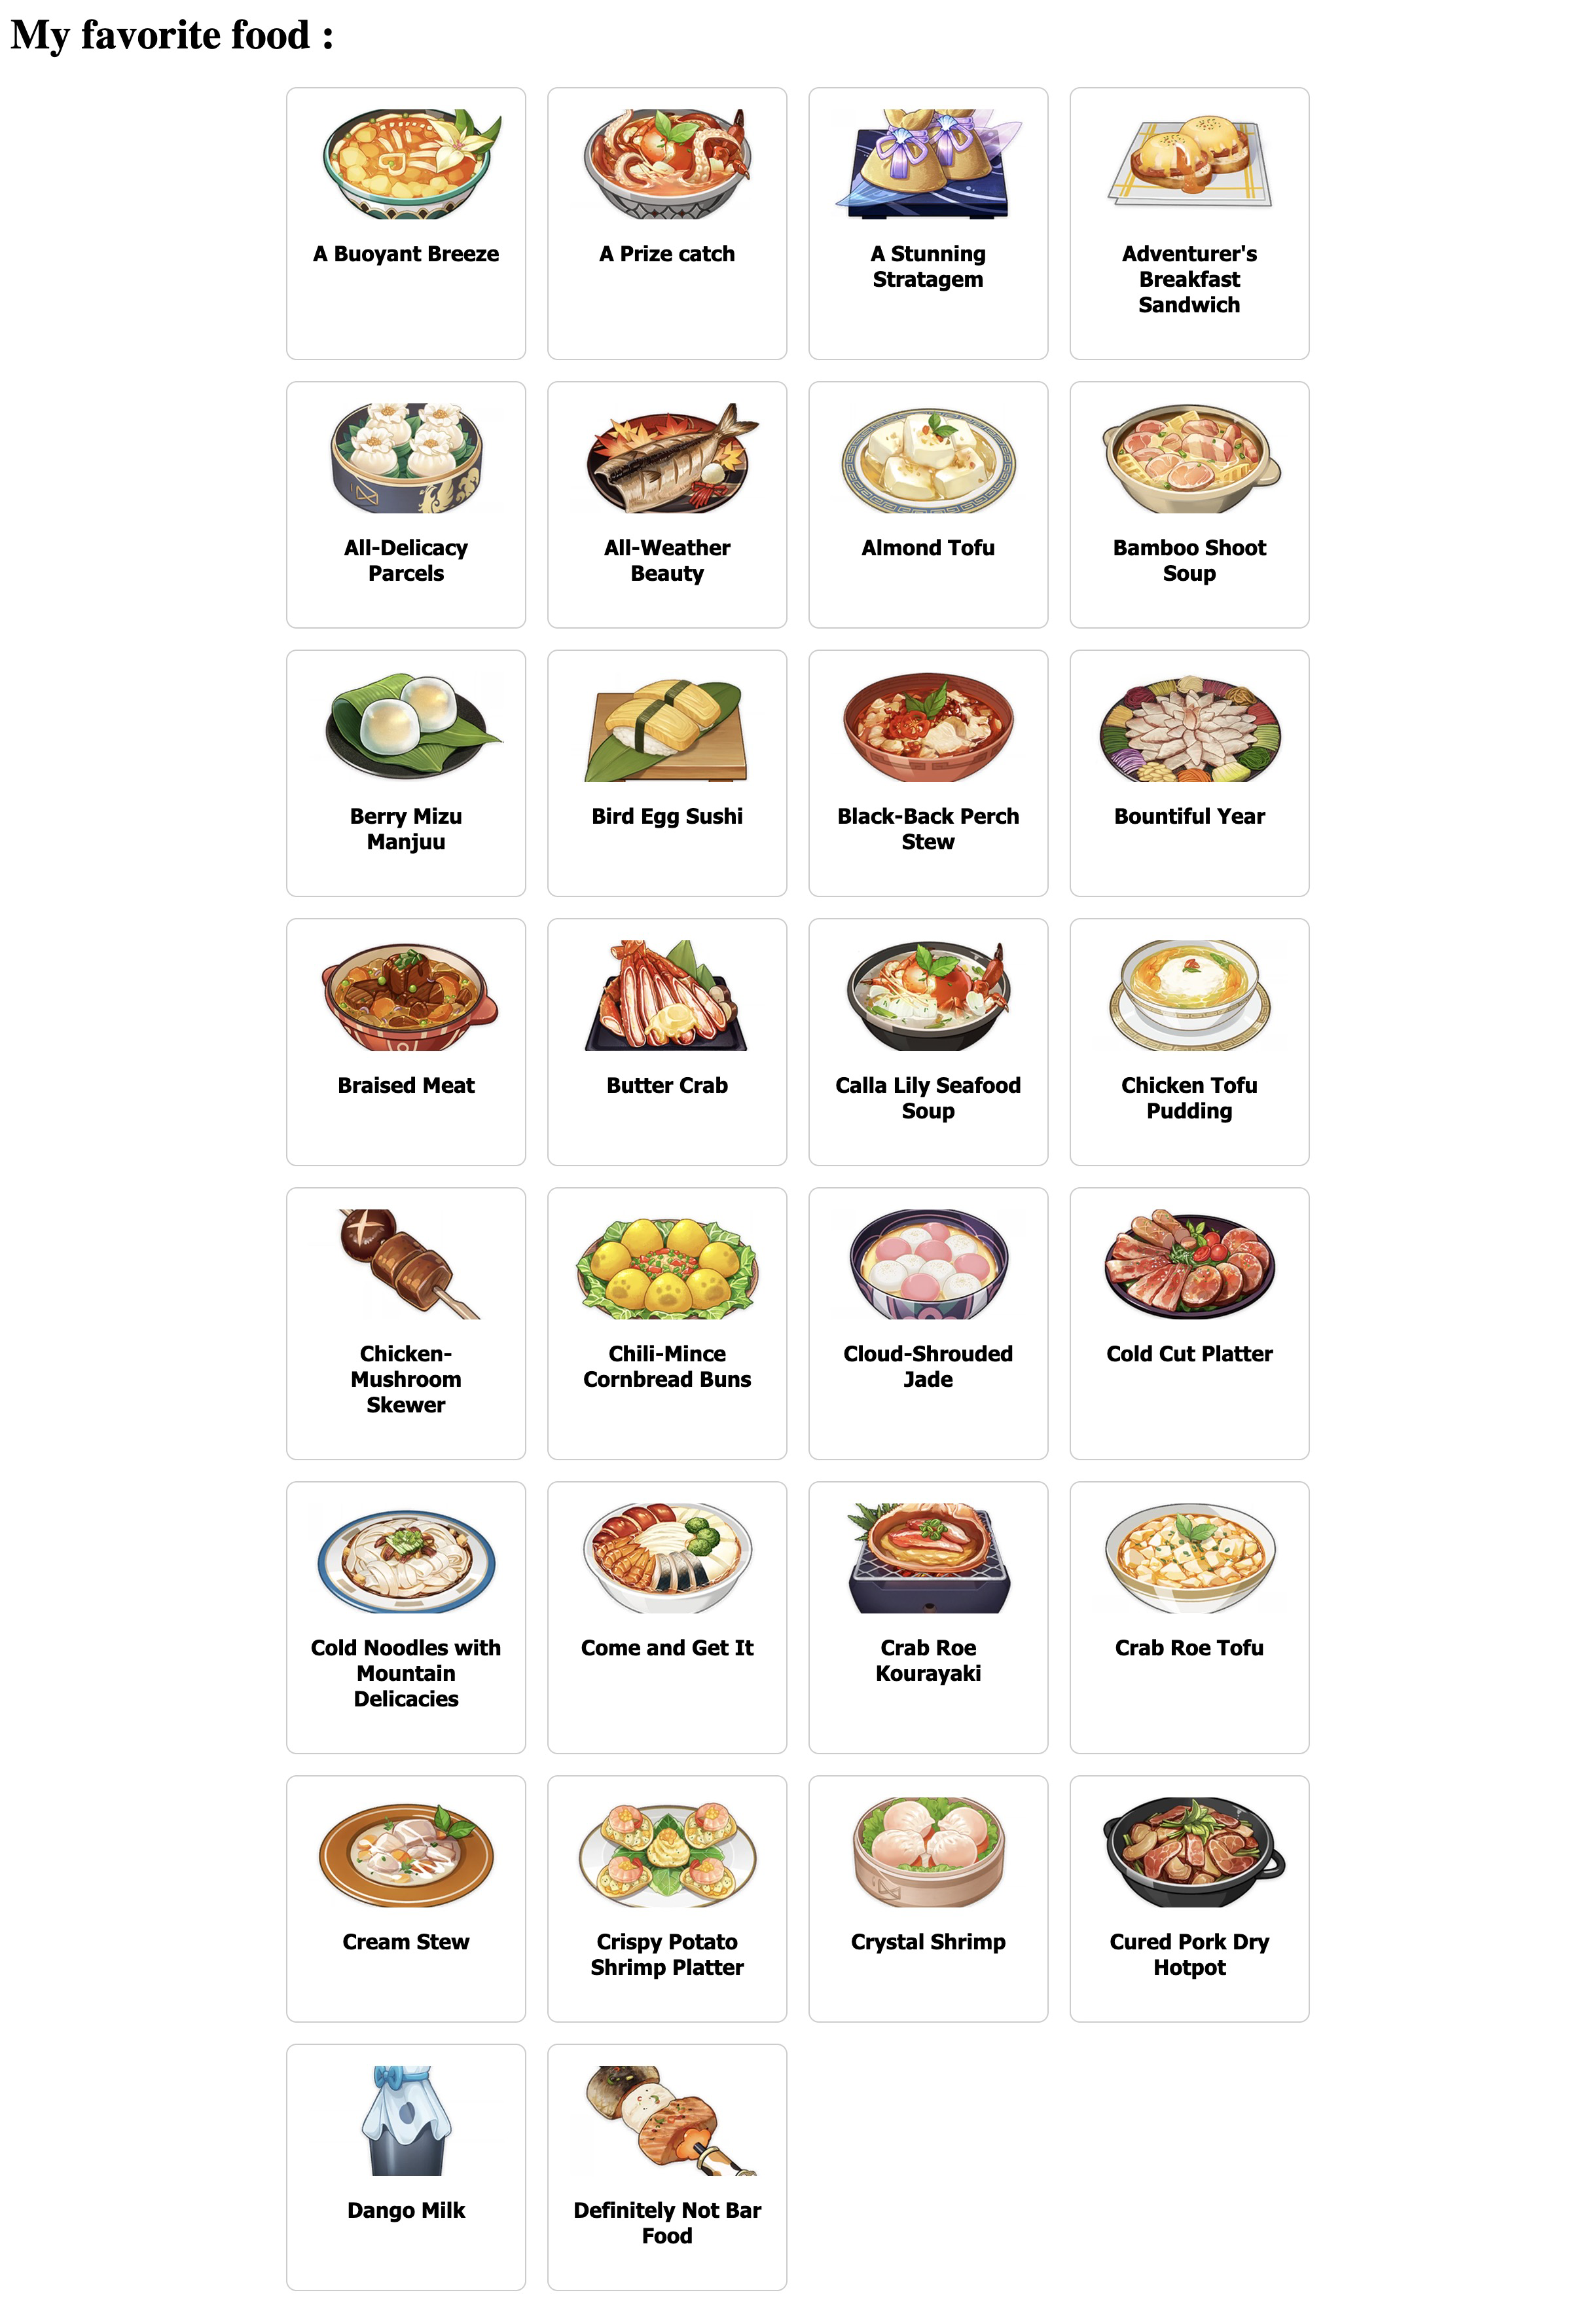 My favorite food :
A Buoyant Breeze
A Prize catch
A Stunning
Stratagem
Adventurer's
Breakfast
Sandwich
All-Delicacy
Parcels
All-Weather
Beauty
Almond Tofu
Bamboo Shoot
Soup
Berry Mizu
Manjuu
Bird Egg Sushi
Black-Back Perch
Stew
Bountiful Year
Braised Meat
Butter Crab
Calla Lily Seafood
Soup
Chicken Tofu
Pudding
Chicken-
Mushroom
Skewer
Chili-Mince
Cornbread Buns
Cloud-Shrouded
Jade
Cold Cut Platter
Cold Noodles with
Mountain
Delicacies
Come and Get It
Crab Roe
Kourayaki
Crab Roe Tofu
Cream Stew
Crispy Potato
Shrimp Platter
Crystal Shrimp
Cured Pork Dry
Hotpot
Dango Milk
Definitely Not Bar
Food